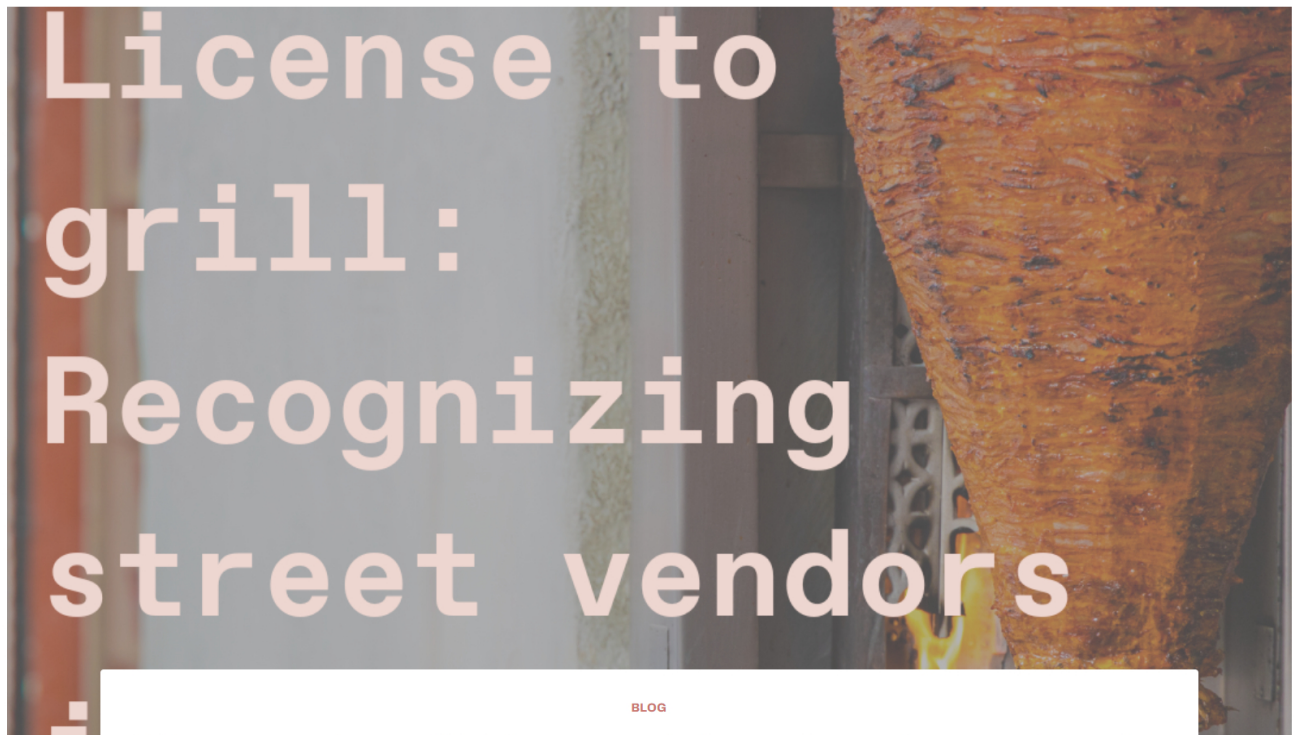 License to
grill:
Recognizing
street vendors
BLOG